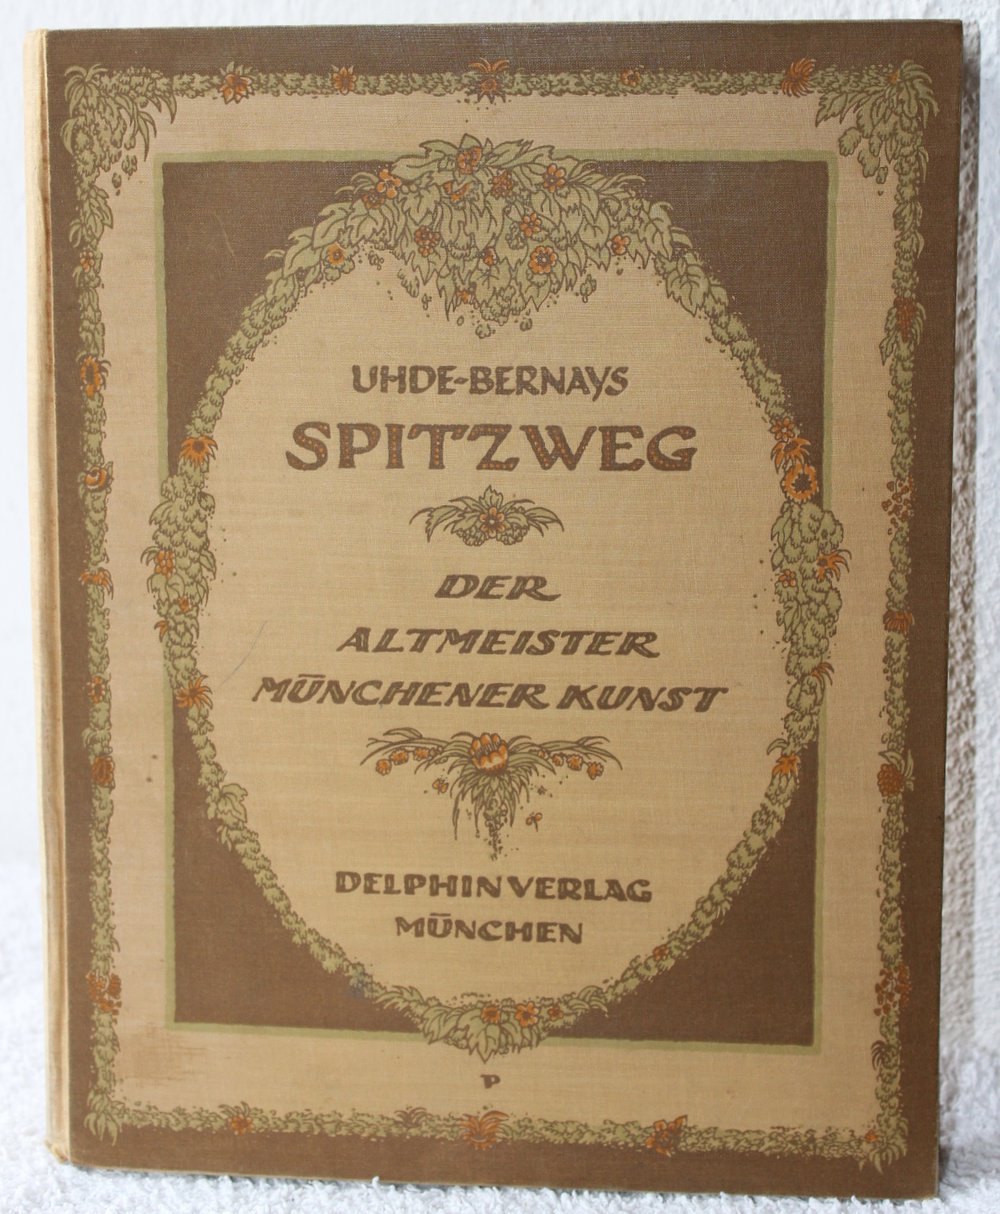 UHDE-BERNAYS
SPITZWEG
DER
ALTMEISTER
MÜNCHENER KUNST
DELPHIN VERLAG
MÜNCHEN
P